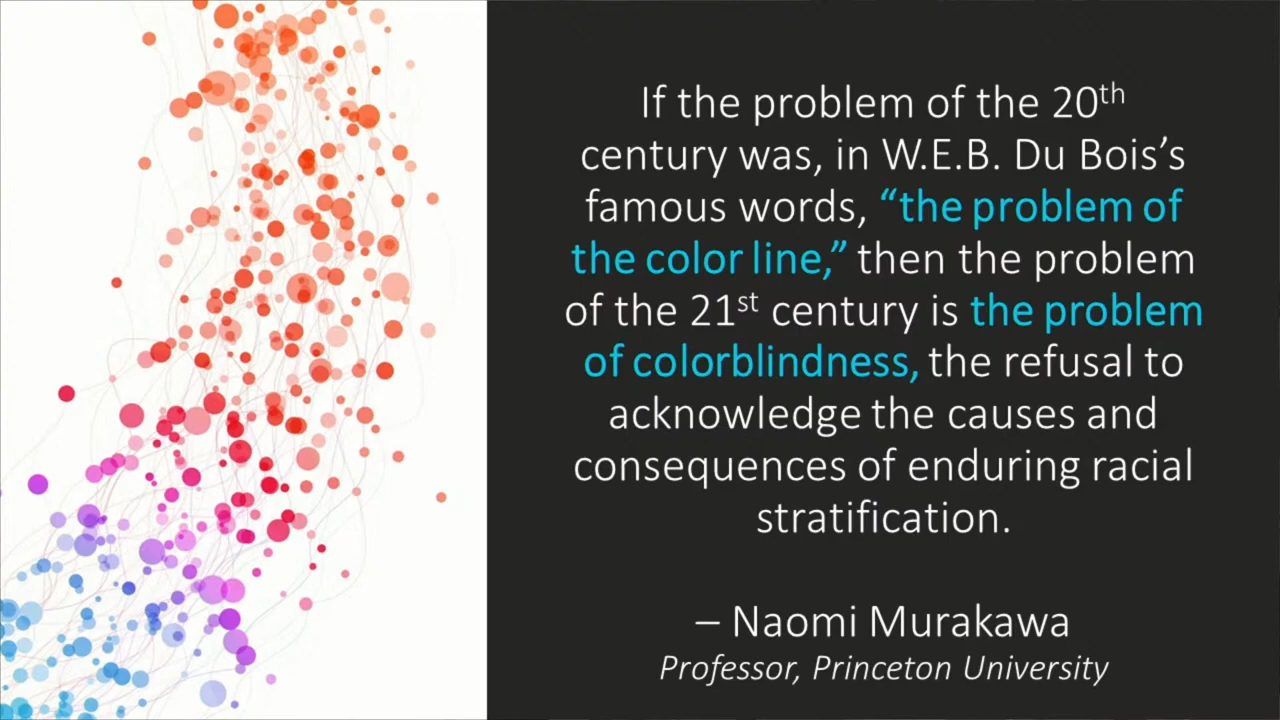 If the problem of the 20th
century was, in W.E.B. Du Bois’s
famous words, “the problem of
the color line,” then the problem
of the 21st century is the problem
of colorblindness, the refusal to
acknowledge the causes and
consequences of enduring racial
stratification.
– Naomi Murakawa
Professor, Princeton University